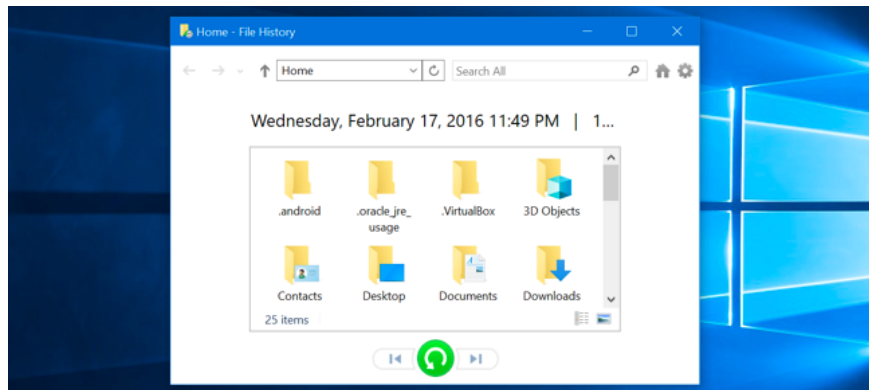 Home - File History
Home
Search All
Wednesday, February 17, 2016 11:49 PM | 1...
.android .oracle_jre_ .VirtualBox 3D Objects
usage
Contacts Desktop Documents Downloads
25 items